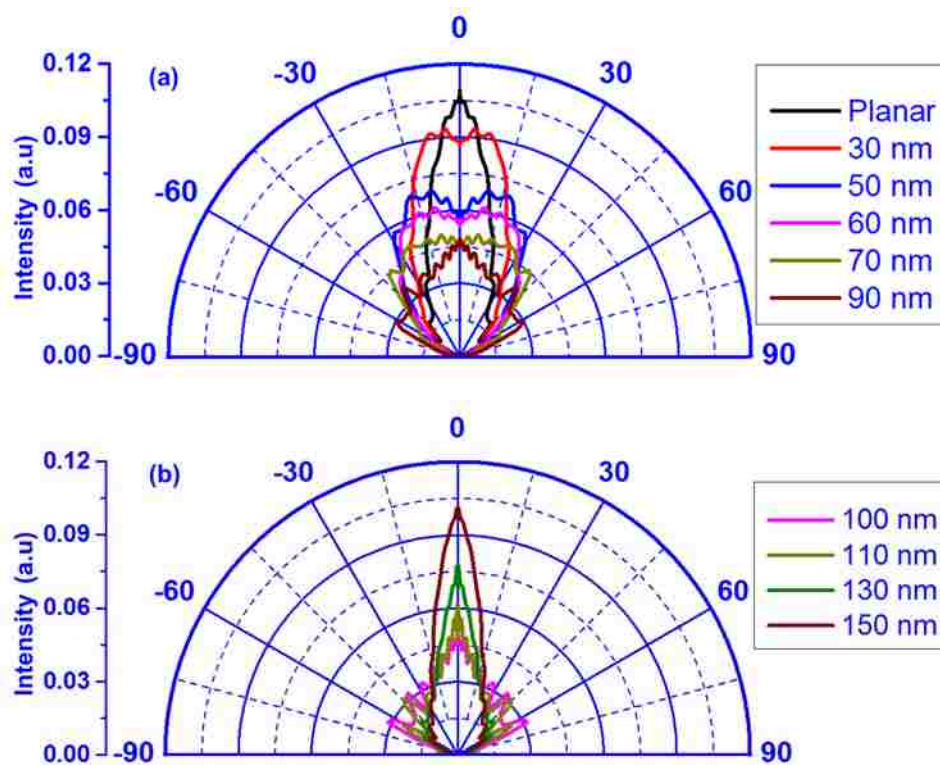 0
0.12
(a)
-30
30
Planar
0.09
30 nm
-60
60
50 nm
0.06
60 nm
70 nm
0.03
90 nm
0.00
-90
90
Intensity (a.u)
0
0.12
(b)
-30
30
100 nm
0.09
110 nm
-60
60
130 nm
0.06
150 nm
0.03
0.00
-90
90
Intensity (a.u)